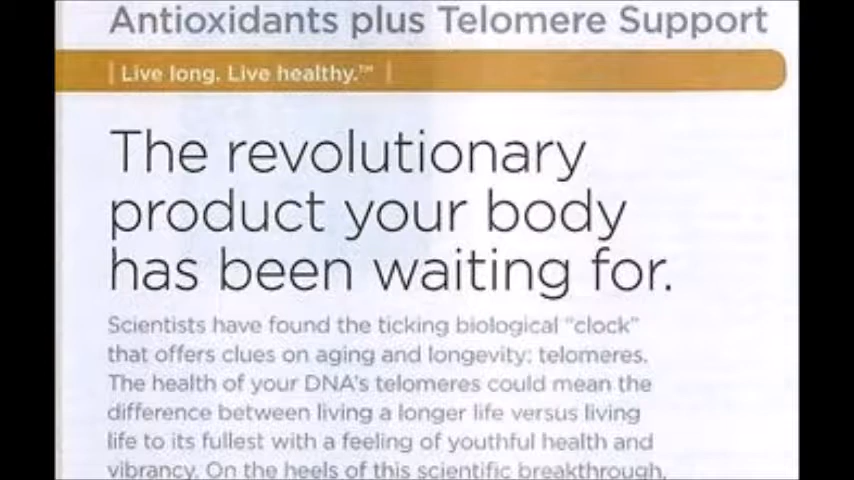 Antioxidants plus Telomere Support
| Live long. Live healthy.™ |
The revolutionary
product your body
has been waiting for.
Scientists have found the ticking biological "clock"
that offers clues on aging and longevity: telomeres.
The health of your DNA's telomeres could mean the
difference between living a longer life versus living
life to its fullest with a feeling of youthful health and
vibrancy. On the heels of this scientific breakthrough,